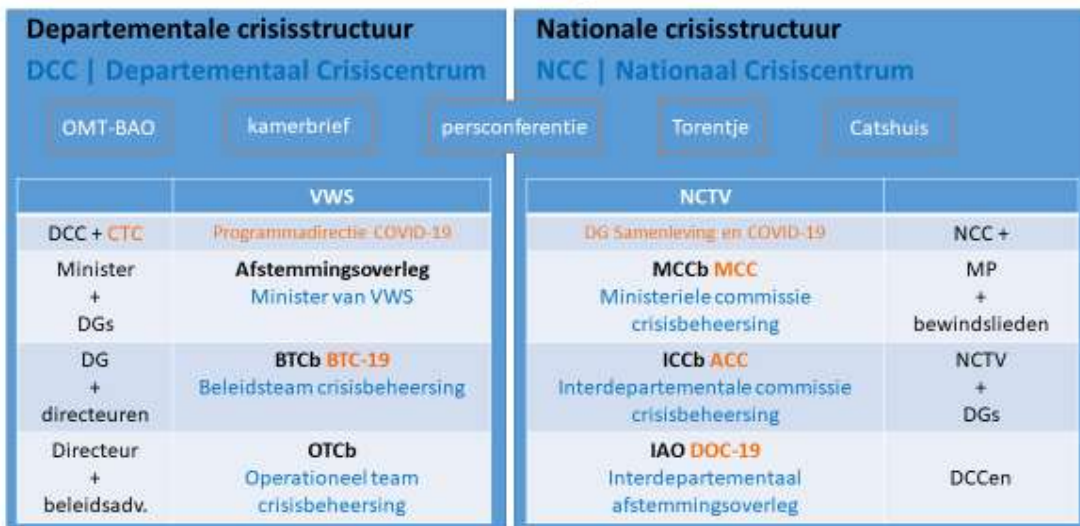 Departementale crisisstructuur
DCC | Departementaal Crisiscentrum
Nationale crisisstructuur
NCC | Nationaal Crisiscentrum
OMT-BAO
kamerbrief
persconferentie
Torentje
Catshuis
VWS
DCC + CTC
Programmadirectie COVID-19
Minister
+
DGs
Afstemmingsoverleg
Minister van VWS
DG
+
directeuren
BTCb BTC-19
Beleidsteam crisisbeheersing
Directeur
+
beleidsadv.
OTCb
Operationeel team
crisisbeheersing
NCTV
DG Samenleving en COVID-19
NCC +
MCCb MCC
Ministeriele commissie
crisisbeheersing
MP
+
bewindslieden
ICCb ACC
Interdepartementale commissie
crisisbeheersing
NCTV
+
DGs
IAO DOC-19
Interdepartementaal
afstemmingsoverleg
DCCen